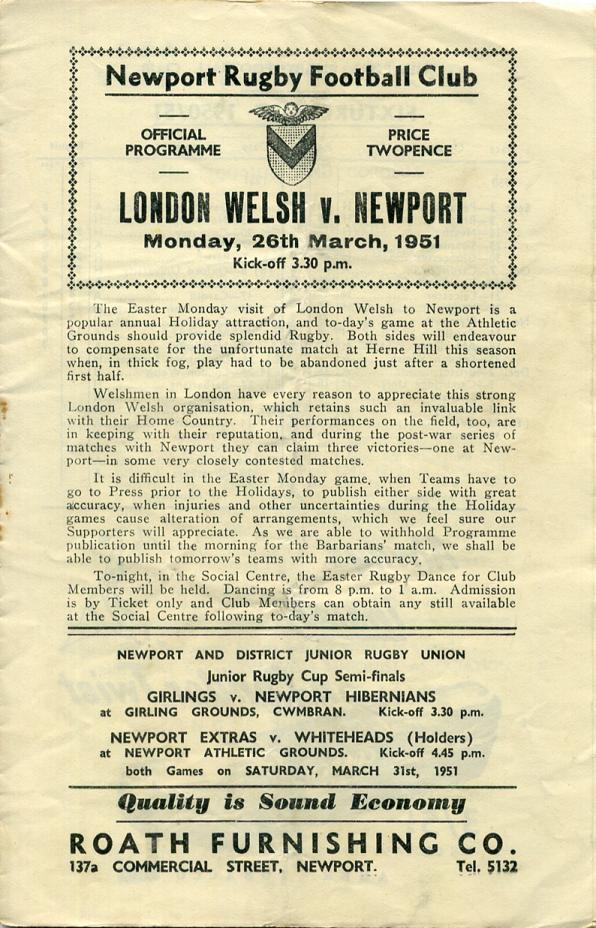 Newport Rugby Football Club
OFFICIAL
PROGRAMME
PRICE
TWOPENCE
LONDON WELSH v. NEWPORT
Monday, 26th March, 1951
Kick-off 3.30 p.m.
The Easter Monday visit of London Welsh to Newport is a
popular annual Holiday attraction, and to-day's game at the Athletic
Grounds should provide splendid Rugby. Both sides will endeavour
to compensate for the unfortunate match at Herne Hill this season
when, in thick fog, play had to be abandoned just after a shortened
first half.
Welshmen in London have every reason to appreciate this strong
London Welsh organisation, which retains such an invaluable link
with their Home Country. Their performances on the field, too, are
in keeping with their reputation, and during the post-war series of
matches with Newport they can claim three victories—one at New-
port—in some very closely contested matches.
It is difficult in the Easter Monday game, when Teams have to
go to Press prior to the Holidays, to publish either side with great
accuracy, when injuries and other uncertainties during the Holiday
games cause alteration of arrangements, which we feel sure our
Supporters will appreciate. As we are able to withhold Programme
publication until the morning for the Barbarians' match, we shall be
able to publish tomorrow's teams with more accuracy.
To-night, in the Social Centre, the Easter Rugby Dance for Club
Members will be held. Dancing is from 8 p.m. to 1 a.m. Admission
is by Ticket only and Club Members can obtain any still available
at the Social Centre following to-day's match.
NEWPORT AND DISTRICT JUNIOR RUGBY UNION
Junior Rugby Cup Semi-finals
GIRLINGS v. NEWPORT HIBERNIANS
at GIRLING GROUNDS, CWMBRAN. Kick-off 3.30 p.m.
NEWPORT EXTRAS v. WHITEHEADS (Holders)
at NEWPORT ATHLETIC GROUNDS. Kick-off 4.45 p.m.
both Games on SATURDAY, MARCH 31st, 1951
Quality is Sound Economy
ROATH FURNISHING CO.
137a COMMERCIAL STREET, NEWPORT. Tel. 5132